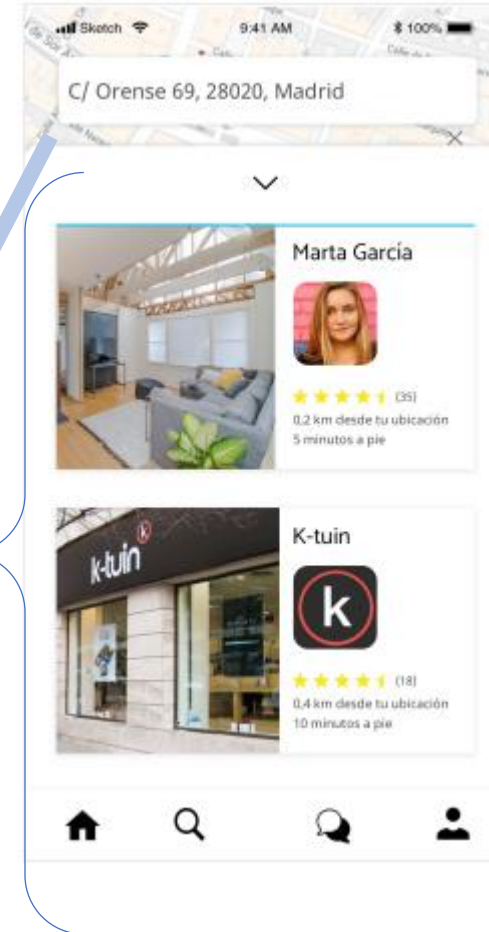 Sketch 9:41 AM 100%
C/ Orense 69, 28020, Madrid
Marta García
(35)
0,2 km desde tu ubicación
5 minutos a pie
k-tuin
k
K-tuin
k
(18)
0,4 km desde tu ubicación
10 minutos a pie